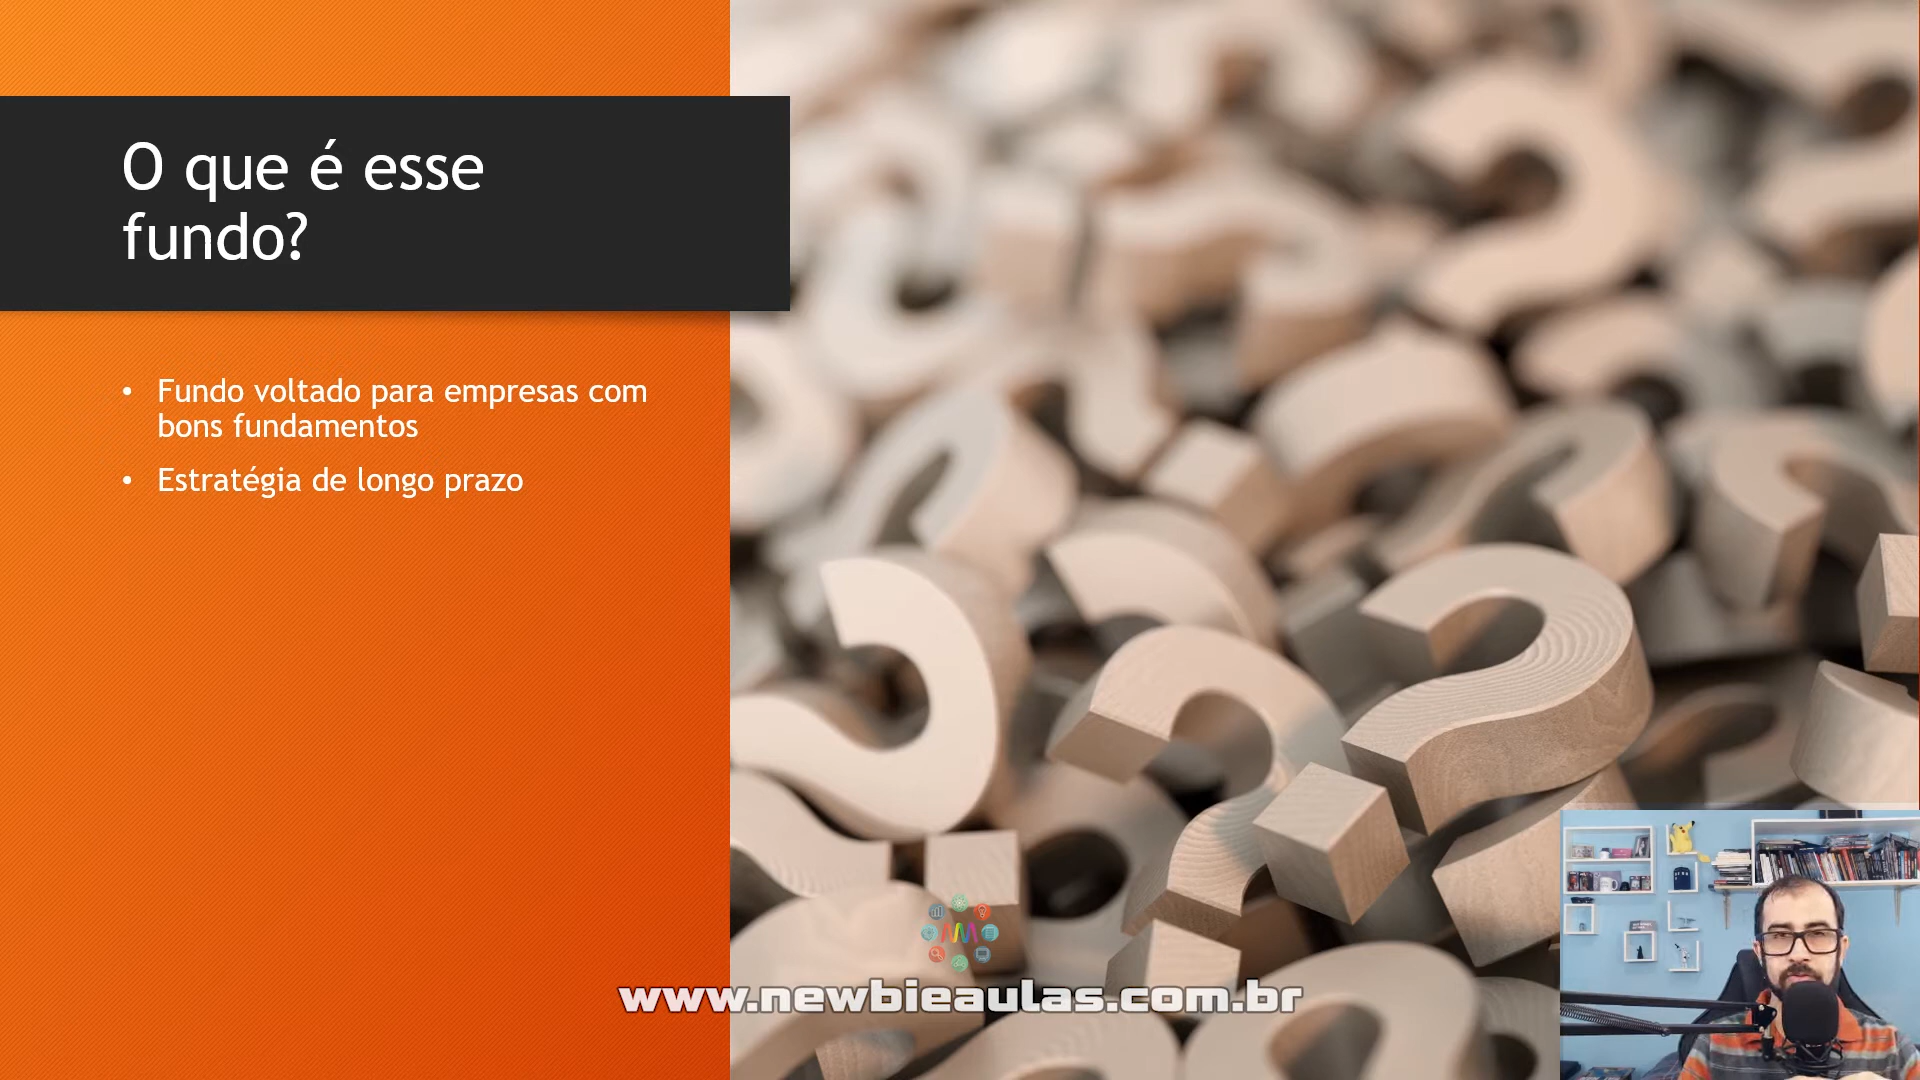 O que é esse
fundo?
• Fundo voltado para empresas com
bons fundamentos
• Estratégia de longo prazo
www.newbieaulas.com.br